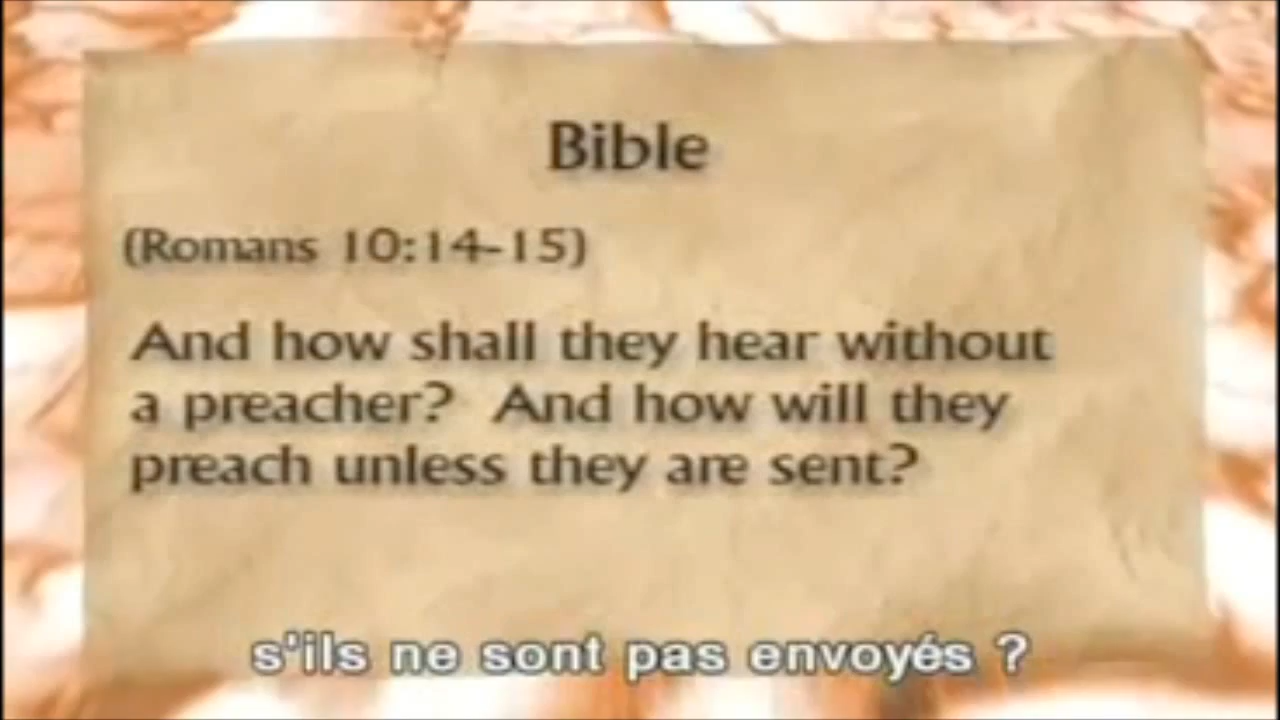 Bible
(Romans 10:14-15)
And how shall they hear without
a preacher? And how will they
preach unless they are sent?
s'ils ne sont pas envoyés ?